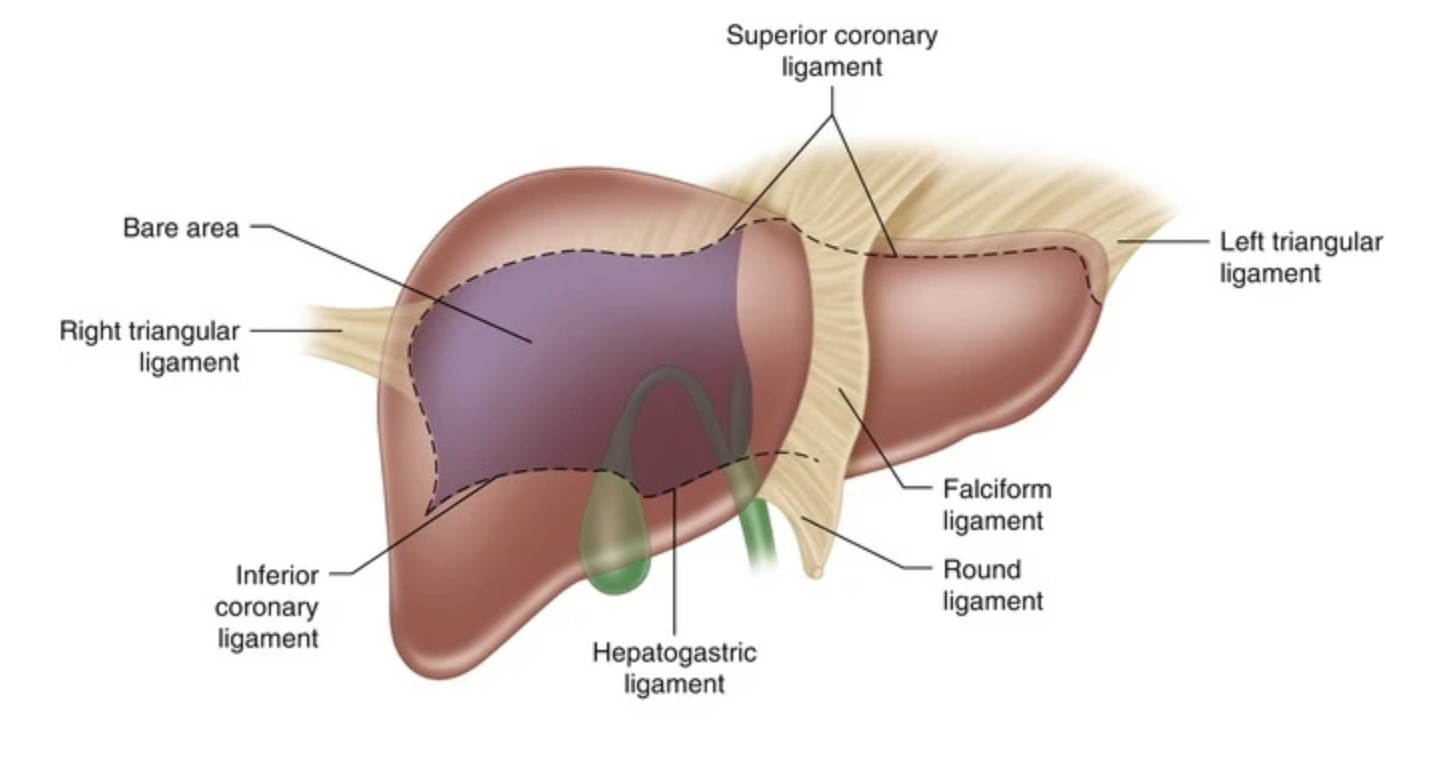 Superior coronary
ligament
Bare area
Left triangular
ligament
Right triangular
ligament
Falciform
ligament
Inferior
coronary
ligament
Round
ligament
Hepatogastric
ligament